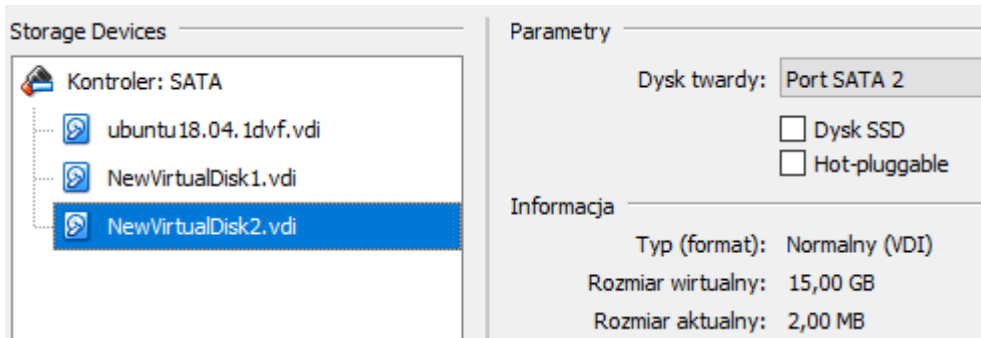 Storage Devices
Kontroler: SATA
ubuntu18.04.1dvf.vdi
NewVirtualDisk1.vdi
NewVirtualDisk2.vdi
Parametry
Dysk twardy: Port SATA 2
Dysk SSD
Hot-pluggable
Informacja
Typ (format): Normalny (VDI)
Rozmiar wirtualny: 15,00 GB
Rozmiar aktualny: 2,00 MB